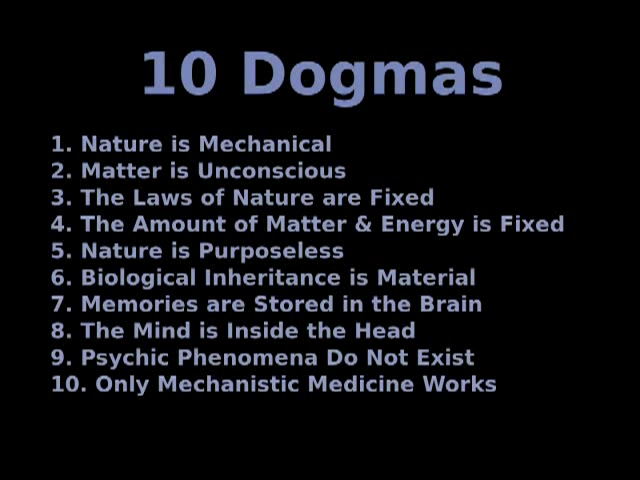 10 Dogmas
1. Nature is Mechanical
2. Matter is Unconscious
3. The Laws of Nature are Fixed
4. The Amount of Matter & Energy is Fixed
5. Nature is Purposeless
6. Biological Inheritance is Material
7. Memories are Stored in the Brain
8. The Mind is Inside the Head
9. Psychic Phenomena Do Not Exist
10. Only Mechanistic Medicine Works